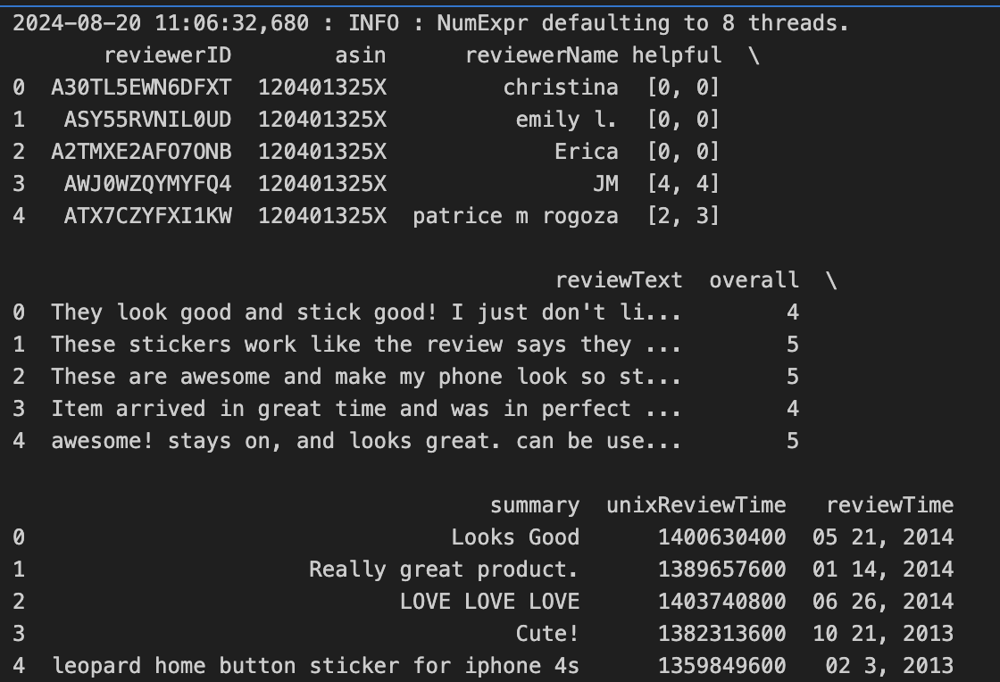 2024-08-20 11:06:32,680 : INFO : NumExpr defaulting to 8 threads.
reviewerID asin reviewerName helpful \
0 A30TL5EWN6DFXT 120401325X christina [0, 0]
1 ASY55RVNIL0UD 120401325X emily l. [0, 0]
2 A2TMXE2AFO7ONB 120401325X Erica [0, 0]
3 AWJ0WZQYMYFQ4 120401325X JM [4, 4]
4 ATX7CZYFXI1KW 120401325X patrice m rogoza [2, 3]
reviewText overall \
0 They look good and stick good! I just don't li... 4
1 These stickers work like the review says they ... 5
2 These are awesome and make my phone look so st... 5
3 Item arrived in great time and was in perfect ... 4
4 awesome! stays on, and looks great. can be use... 5
summary unixReviewTime reviewTime
0 Looks Good 1400630400 05 21, 2014
1 Really great product. 1389657600 01 14, 2014
2 LOVE LOVE LOVE 1403740800 06 26, 2014
3 Cute! 1382313600 10 21, 2013
4 leopard home button sticker for iphone 4s 1359849600 02 3, 2013